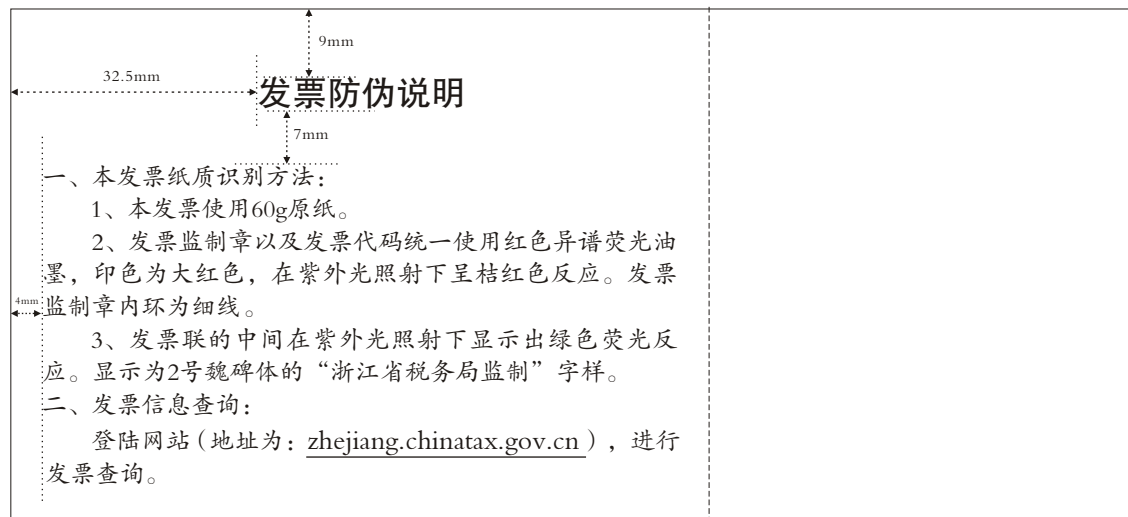 9mm
32.5mm
发票防伪说明
7mm
一、本发票纸质识别方法：
1、本发票使用60g原纸。
2、发票监制章以及发票代码统一使用红色异谱荧光油
墨，印色为大红色，在紫外光照射下呈桔红色反应。发票
4mm
监制章内环为细线。
3、发票联的中间在紫外光照射下显示出绿色荧光反
应。显示为2号魏碑体的“浙江省税务局监制”字样。
二、发票信息查询：
登陆网站（地址为：zhejiang.chinatax.gov.cn），进行
发票查询。